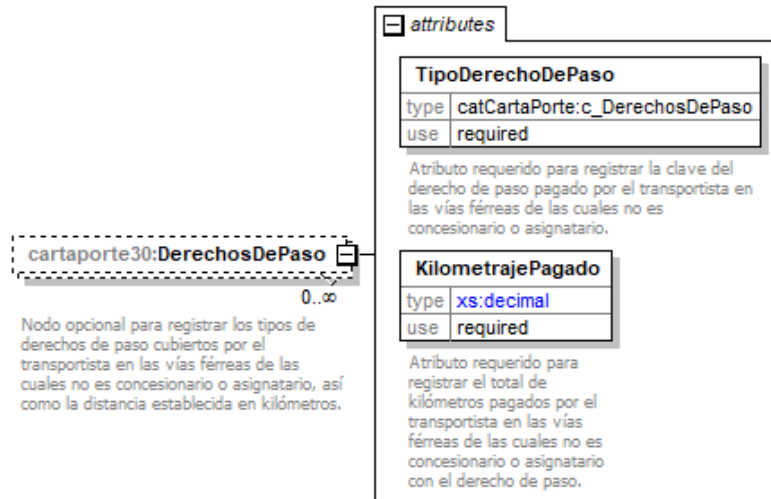 attributes
TipoDerechoDePaso
type catCartaPorte:c_DerechosDePaso
use required
Atributo requerido para registrar la clave del
derecho de paso pagado por el transportista en
las vías férreas de las cuales no es
concesionario o asignatario.
cartaporte30:DerechosDePaso
0..∞
Nodo opcional para registrar los tipos de
derechos de paso cubiertos por el
transportista en las vías férreas de las
cuales no es concesionario o asignatario, así
como la distancia establecida en kilómetros.
KilometrajePagado
type xs:decimal
use required
Atributo requerido para
registrar el total de
kilómetros pagados por el
transportista en las vías
férreas de las cuales no es
concesionario o asignatario
con el derecho de paso.